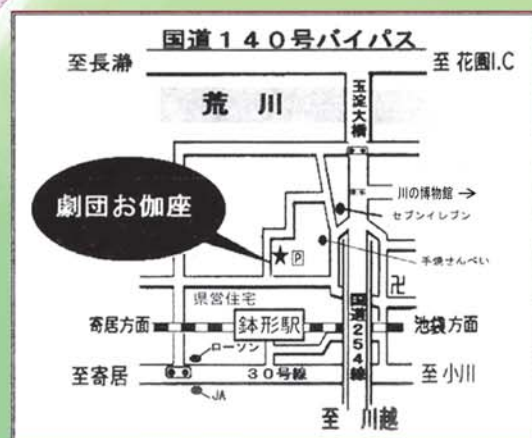 国道140号バイパス
至長瀞
至 花園I.C
玉淀大橋
荒川
川の博物館 →
セブンイレブン
劇団お伽座
P
手焼せんべい
卍
県営住宅
国道254線
寄居方面
鉢形駅
池袋方面
ローソン
至寄居
30号線
至 小川
JA
至 川越